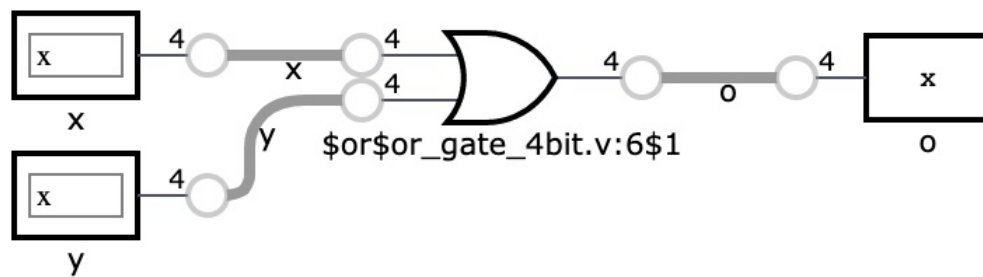 x 4 x 4 4 o 4 x
x
4 y $or$or_gate_4bit.v:6$1 o
x 4
y